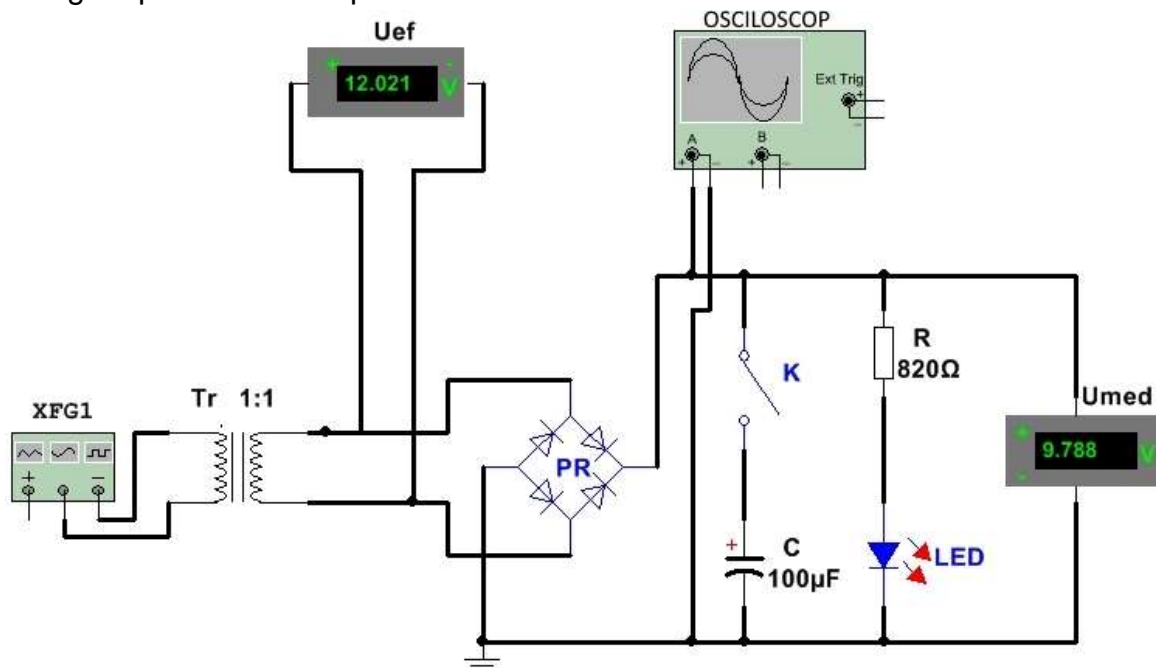 OSCILOSCOP
Uef
+ 12.021 - V
Ext Trig
+
-
A
B
+ - + -
R
820Ω
K
Umed
+ 9.788 V
-
Tr 1:1
XFG1
+ -
PR
+
C
100µF
LED